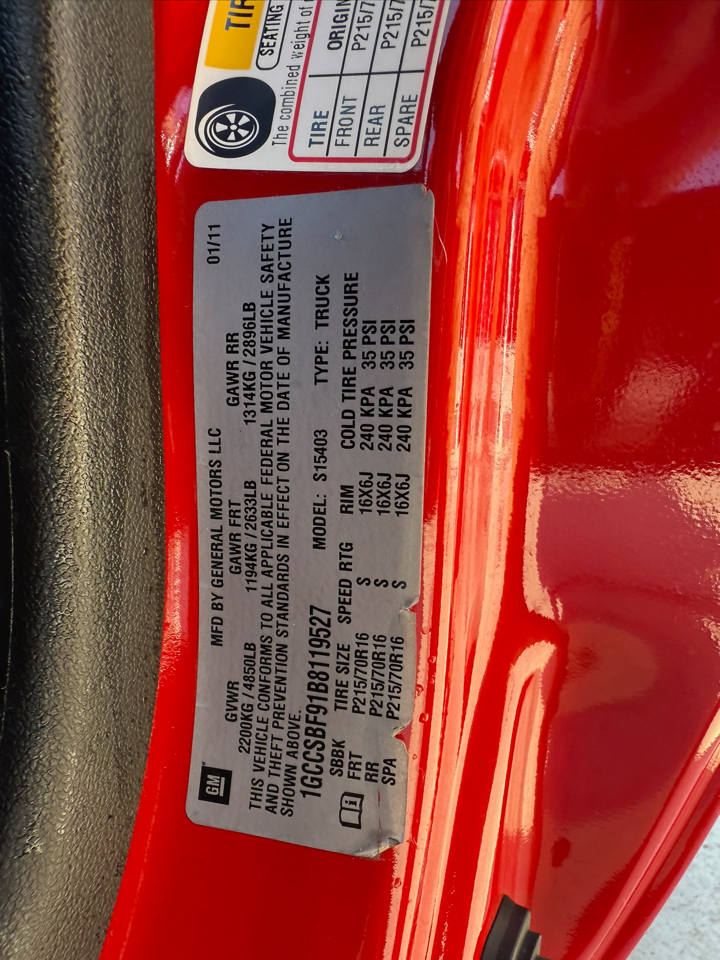 GM
MFD BY GENERAL MOTORS LLC 01/11
GVWR GAWR FRT GAWR RR
2200KG / 4850LB 1194KG / 2633LB 1314KG / 2896LB
THIS VEHICLE CONFORMS TO ALL APPLICABLE FEDERAL MOTOR VEHICLE SAFETY
AND THEFT PREVENTION STANDARDS IN EFFECT ON THE DATE OF MANUFACTURE
SHOWN ABOVE.
1GCCSBF91B8119527 MODEL: S15403 TYPE: TRUCK
SBBK TIRE SIZE SPEED RTG RIM COLD TIRE PRESSURE
FRT P215/70R16 S 16X6J 240 KPA 35 PSI
RR P215/70R16 S 16X6J 240 KPA 35 PSI
SPA P215/70R16 S 16X6J 240 KPA 35 PSI
TIR
SEATING
The combined weight of
TIRE ORIGIN
FRONT P215/7
REAR P215/7
SPARE P215/7